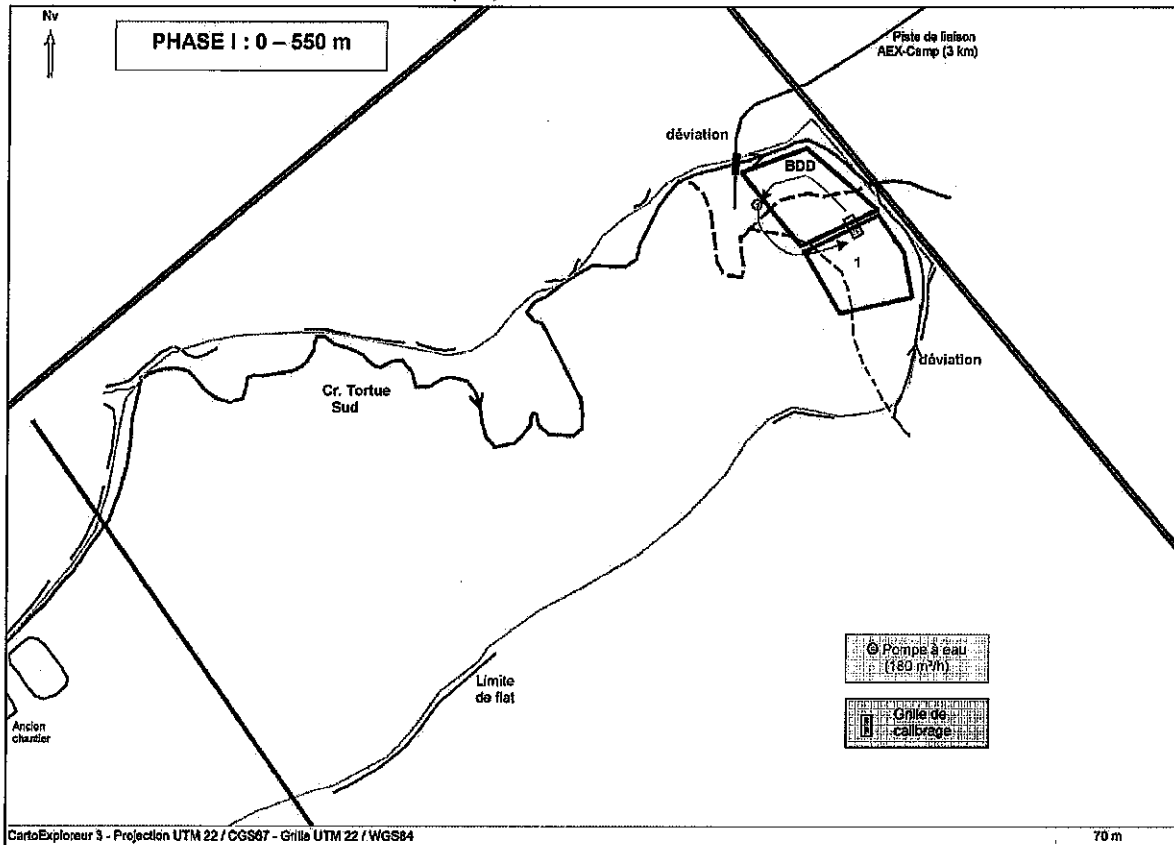 Nv
PHASE I : 0 – 550 m
Piste de liaison
AEX-Camp (3 km)
déviation
BDD
1
déviation
Cr. Tortue
Sud
Limite
de flat
Ancien
chantier
Pompe à eau
(180 m³/h)
Grille de
calibrage
CartoExploreur 3 - Projection UTM 22 / CGS67 - Grille UTM 22 / WGS84
70 m